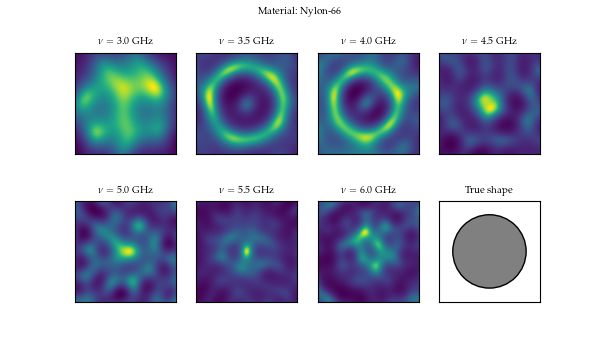 Material: Nylon-66
ν = 3.0 GHz
ν = 3.5 GHz
ν = 4.0 GHz
ν = 4.5 GHz
ν = 5.0 GHz
ν = 5.5 GHz
ν = 6.0 GHz
True shape